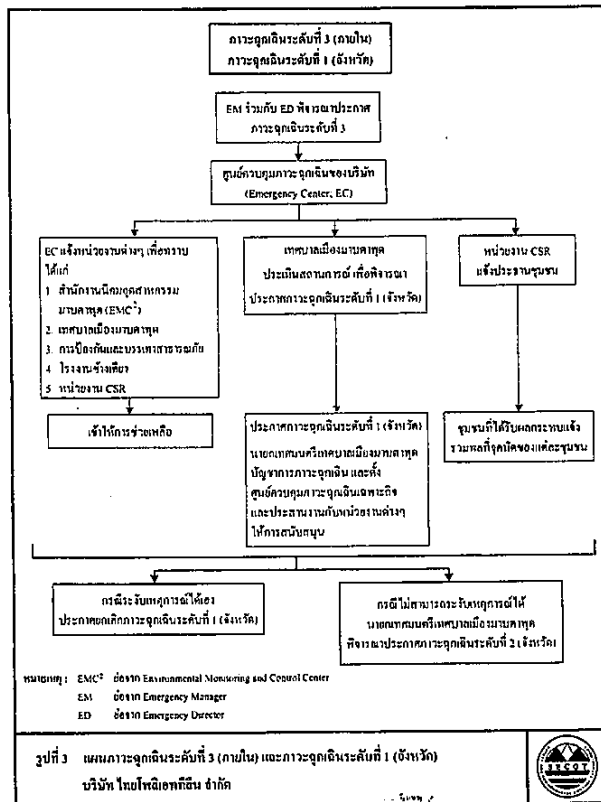 ภาวะฉุกเฉินระดับที่ 3 (ภายใน)
ภาวะฉุกเฉินระดับที่ 1 (จังหวัด)
EM ร่วมกับ ED พิจารณาประกาศ
ภาวะฉุกเฉินระดับที่ 3
ศูนย์ควบคุมภาวะฉุกเฉินของบริษัท
(Emergency Center, EC)
EC แจ้งหน่วยงานต่างๆ เพื่อทราบ
ได้แก่
1 สำนักงานนิคมอุตสาหกรรม
มาบตาพุด (EMC²)
2. เทศบาลเมืองมาบตาพุด
3 การป้องกันและบรรเทาสาธารณภัย
4 โรงงานข้างเคียง
5 หน่วยงาน CSR
เทศบาลเมืองมาบตาพุด
ประเมินสถานการณ์ เพื่อพิจารณา
ประกาศภาวะฉุกเฉินระดับที่ 1 (จังหวัด)
หน่วยงาน CSR
แจ้งประธานชุมชน
เข้าให้การช่วยเหลือ
ประกาศภาวะฉุกเฉินระดับที่ 1 (จังหวัด)
นายกเทศมนตรีเทศบาลเมืองมาบตาพุด
บัญชาการภาวะฉุกเฉิน และตั้ง
ศูนย์ควบคุมภาวะฉุกเฉินเฉพาะกิจ
และประสานงานกับหน่วยงานต่างๆ
ให้การสนับสนุน
ชุมชนที่ได้รับผลกระทบแจ้ง
รวมพลที่จุดนัดของแต่ละชุมชน
กรณีระงับเหตุการณ์ได้เอง
ประกาศยกเลิกภาวะฉุกเฉินระดับที่ 1 (จังหวัด)
กรณีไม่สามารถระงับเหตุการณ์ได้
นายกเทศมนตรีเทศบาลเมืองมาบตาพุด
พิจารณาประกาศภาวะฉุกเฉินระดับที่ 2 (จังหวัด)
หมายเหตุ : EMC² ย่อจาก Environmental Monitoring and Control Center
EM ย่อจาก Emergency Manager
ED ย่อจาก Emergency Director
รูปที่ 3 แผนภาวะฉุกเฉินระดับที่ 3 (ภายใน) และภาวะฉุกเฉินระดับที่ 1 (จังหวัด)
บริษัท ไทยโพลิเอททีลีน จำกัด
SECOT